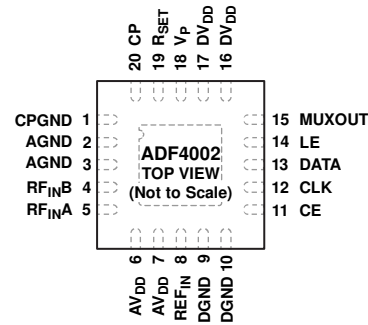 20 CP
19 RSET
18 VP
17 DVDD
16 DVDD
CPGND 1
AGND 2
AGND 3
RFINB 4
RFINA 5
ADF4002
TOP VIEW
(Not to Scale)
15 MUXOUT
14 LE
13 DATA
12 CLK
11 CE
AVDD 6
AVDD 7
REFIN 8
DGND 9
DGND 10